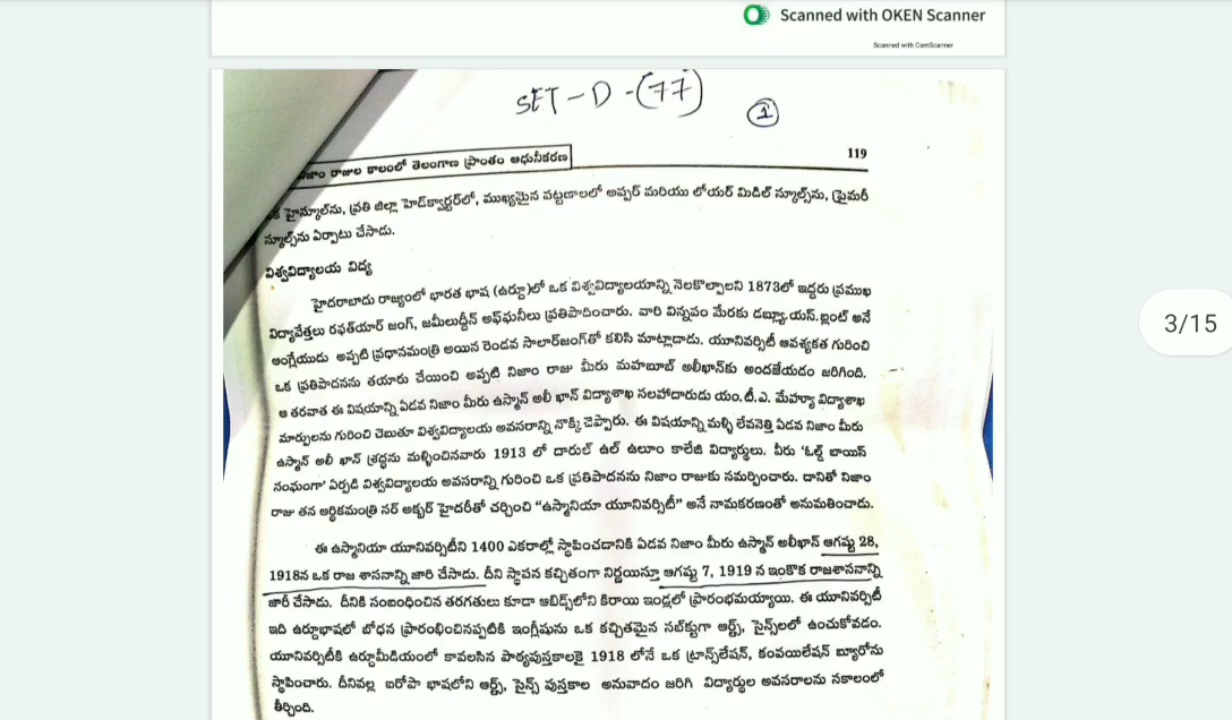 Scanned with OKEN Scanner
Scanned with CamScanner
SET-D-(77)
1
119
రాజుల కాలంలో తెలంగాణ ప్రాంతం ఆధునీకరణ
హైస్కూల్‌ను, ప్రతి జిల్లా హెడ్‌క్వార్టర్‌లో, ముఖ్యమైన పట్టణాలలో అప్పర్ మరియు లోయర్ మిడిల్ స్కూల్స్‌ను, ప్రైమరీ
స్కూల్స్‌ను ఏర్పాటు చేసాడు.
విశ్వవిద్యాలయ విద్య
హైదరాబాదు రాజ్యంలో భారత భాష (ఉర్దూ)లో ఒక విశ్వవిద్యాలయాన్ని నెలకొల్పాలని 1873లో ఇద్దరు ప్రముఖ
విద్యావేత్తలు రఫత్‌యార్ జంగ్, జమీలుద్దీన్ అఫ్‌ఘనీలు ప్రతిపాదించారు. వారి విన్నపం మేరకు డబ్ల్యూ.యస్.బ్లంట్ అనే
ఆంగ్లేయుడు అప్పటి ప్రధానమంత్రి అయిన రెండవ సాలార్‌జంగ్‌తో కలిసి మాట్లాడాడు. యూనివర్సిటీ ఆవశ్యకత గురించి
ఒక ప్రతిపాదనను తయారు చేయించి అప్పటి నిజాం రాజు మీరు మహబూబ్ అలీఖాన్‌కు అందజేయడం జరిగింది.
ఆ తరవాత ఈ విషయాన్ని ఏడవ నిజాం మీరు ఉస్మాన్ అలీ ఖాన్ విద్యాశాఖ సలహాదారుడు యం.టి.ఎ. మేహ్యూ విద్యాశాఖ
మార్పులను గురించి చెబుతూ విశ్వవిద్యాలయ అవసరాన్ని నొక్కి చెప్పారు. ఈ విషయాన్ని మళ్ళి లేవనెత్తి ఏడవ నిజాం మీరు
ఉస్మాన్ అలీ ఖాన్ శ్రద్ధను మళ్ళించినవారు 1913 లో దారుల్ ఉల్ ఉలూం కాలేజి విద్యార్థులు. వీరు 'ఓల్డ్ బాయిస్
సంఘంగా' ఏర్పడి విశ్వవిద్యాలయ అవసరాన్ని గురించి ఒక ప్రతిపాదనను నిజాం రాజుకు సమర్పించారు. దానితో నిజాం
రాజు తన ఆర్థికమంత్రి సర్ అక్బర్ హైదరీతో చర్చించి "ఉస్మానియా యూనివర్సిటీ" అనే నామకరణంతో అనుమతించాడు.
ఈ ఉస్మానియా యూనివర్సిటీని 1400 ఎకరాల్లో స్థాపించడానికి ఏడవ నిజాం మీరు ఉస్మాన్ అలీఖాన్ ఆగష్టు 28,
1918న ఒక రాజ శాసనాన్ని జారి చేసాడు. దీని స్థాపన కచ్చితంగా నిర్ణయిస్తూ ఆగష్టు 7, 1919 న ఇంకొక రాజశాసనాన్ని
జారీ చేసాడు. దీనికి సంబంధించిన తరగతులు కూడా ఆబిడ్స్‌లోని కిరాయి ఇండ్లలో ప్రారంభమయ్యాయి. ఈ యూనివర్సిటీ
ఇది ఉర్దూభాషలో బోధన ప్రారంభించినప్పటికి ఇంగ్లీషును ఒక కచ్చితమైన సబ్‌క్టుగా ఆర్ట్స్, సైన్స్‌లలో ఉంచుకోవడం.
యూనివర్సిటీకి ఉర్దూమీడియంలో కావలసిన పాఠ్యపుస్తకాలకై 1918 లోనే ఒక ట్రాన్స్‌లేషన్, కంపయిలేషన్ బ్యూరోను
స్థాపించారు. దీనివల్ల ఐరోపా భాషలోని ఆర్ట్స్, సైన్స్ పుస్తకాల అనువాదం జరిగి విద్యార్థుల అవసరాలను సకాలంలో
తీర్చింది.
3/15